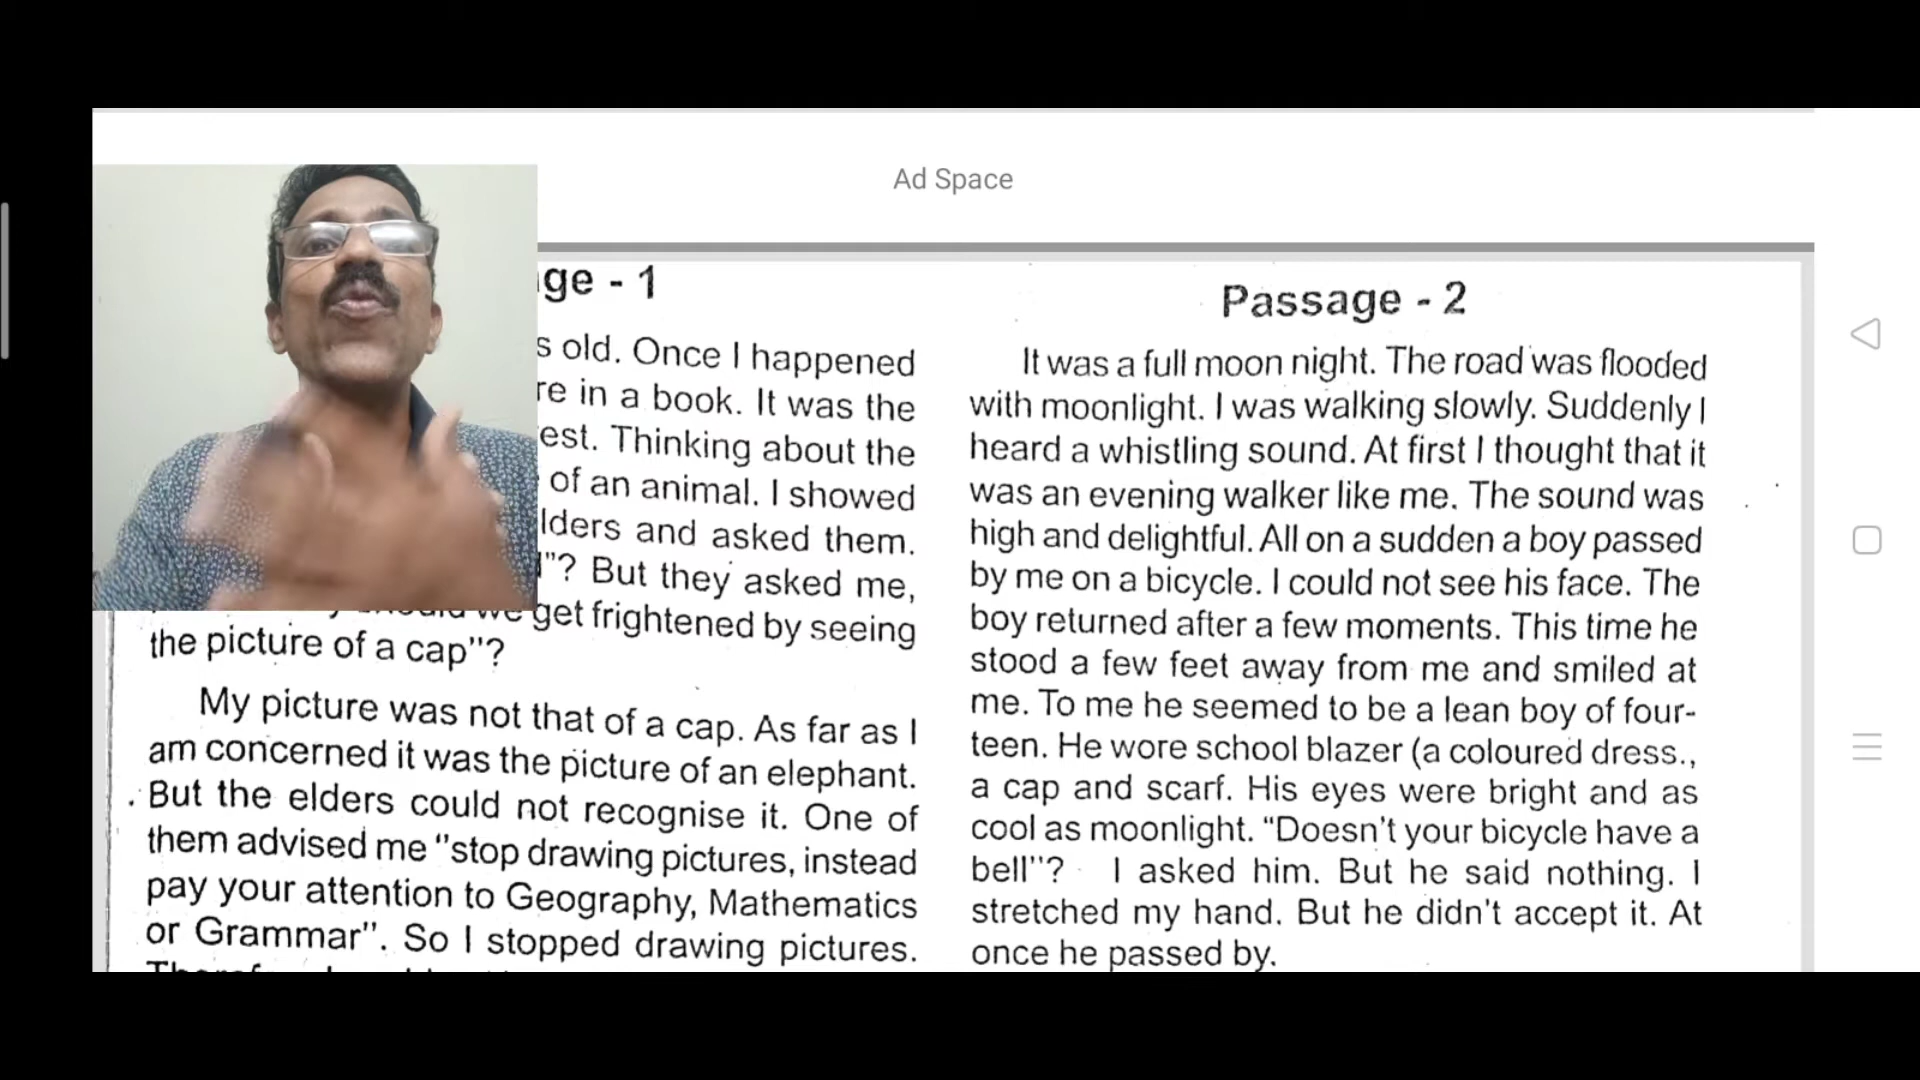 Ad Space
ge - 1
s old. Once I happened
re in a book. It was the
est. Thinking about the
of an animal. I showed
lders and asked them.
"? But they asked me,
get frightened by seeing
the picture of a cap"?
My picture was not that of a cap. As far as I
am concerned it was the picture of an elephant.
But the elders could not recognise it. One of
them advised me "stop drawing pictures, instead
pay your attention to Geography, Mathematics
or Grammar". So I stopped drawing pictures.
Passage - 2
It was a full moon night. The road was flooded
with moonlight. I was walking slowly. Suddenly I
heard a whistling sound. At first I thought that it
was an evening walker like me. The sound was
high and delightful. All on a sudden a boy passed
by me on a bicycle. I could not see his face. The
boy returned after a few moments. This time he
stood a few feet away from me and smiled at
me. To me he seemed to be a lean boy of four-
teen. He wore school blazer (a coloured dress.,
a cap and scarf. His eyes were bright and as
cool as moonlight. "Doesn't your bicycle have a
bell"? I asked him. But he said nothing. I
stretched my hand. But he didn't accept it. At
once he passed by.